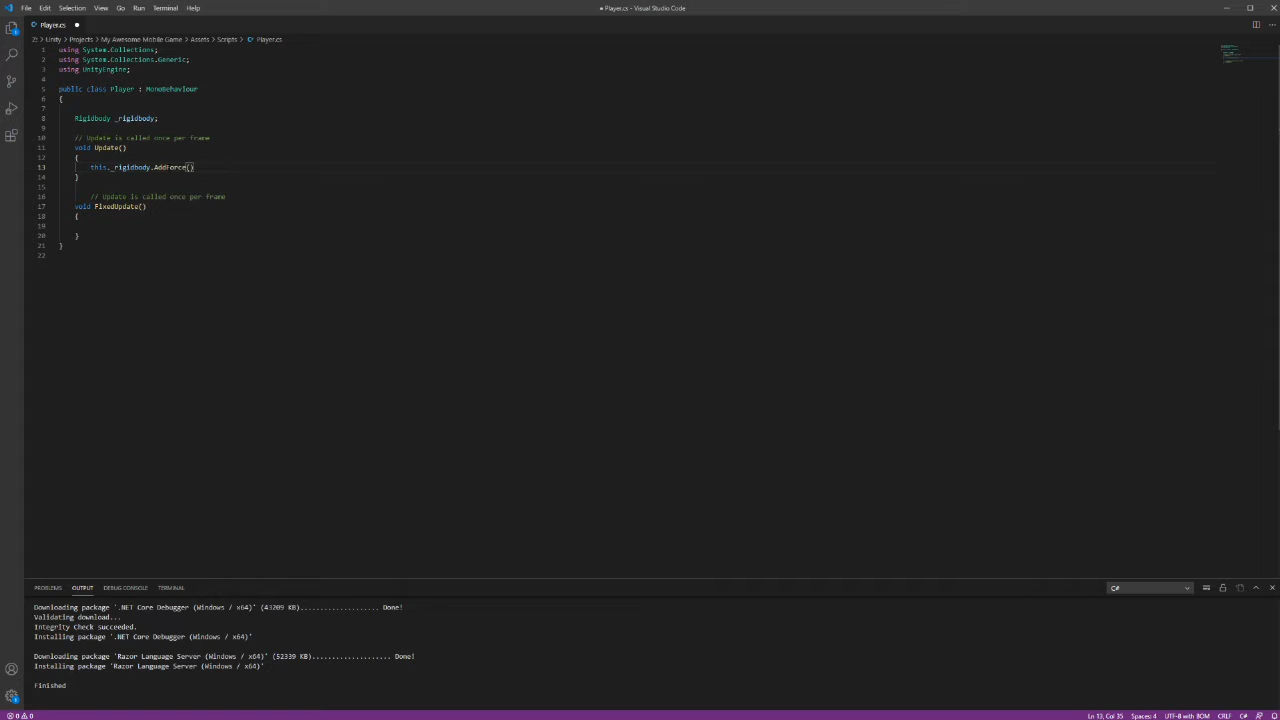 File Edit Selection View Go Run Terminal Help
● Player.cs - Visual Studio Code
Player.cs ●
Z: > Unity > Projects > My Awesome Mobile Game > Assets > Scripts > Player.cs
1 using System.Collections;
2 using System.Collections.Generic;
3 using UnityEngine;
4
5 public class Player : MonoBehaviour
6 {
7
8 Rigidbody _rigidbody;
9
10 // Update is called once per frame
11 void Update()
12 {
13 this._rigidbody.AddForce()
14 }
15
16 // Update is called once per frame
17 void FixedUpdate()
18 {
19
20 }
21 }
22
PROBLEMS OUTPUT DEBUG CONSOLE TERMINAL
C#
Downloading package '.NET Core Debugger (Windows / x64)' (43209 KB).................... Done!
Validating download...
Integrity Check succeeded.
Installing package '.NET Core Debugger (Windows / x64)'
Downloading package 'Razor Language Server (Windows / x64)' (52339 KB).................... Done!
Installing package 'Razor Language Server (Windows / x64)'
Finished
0 0
Ln 13, Col 35 Spaces: 4 UTF-8 with BOM CRLF C#